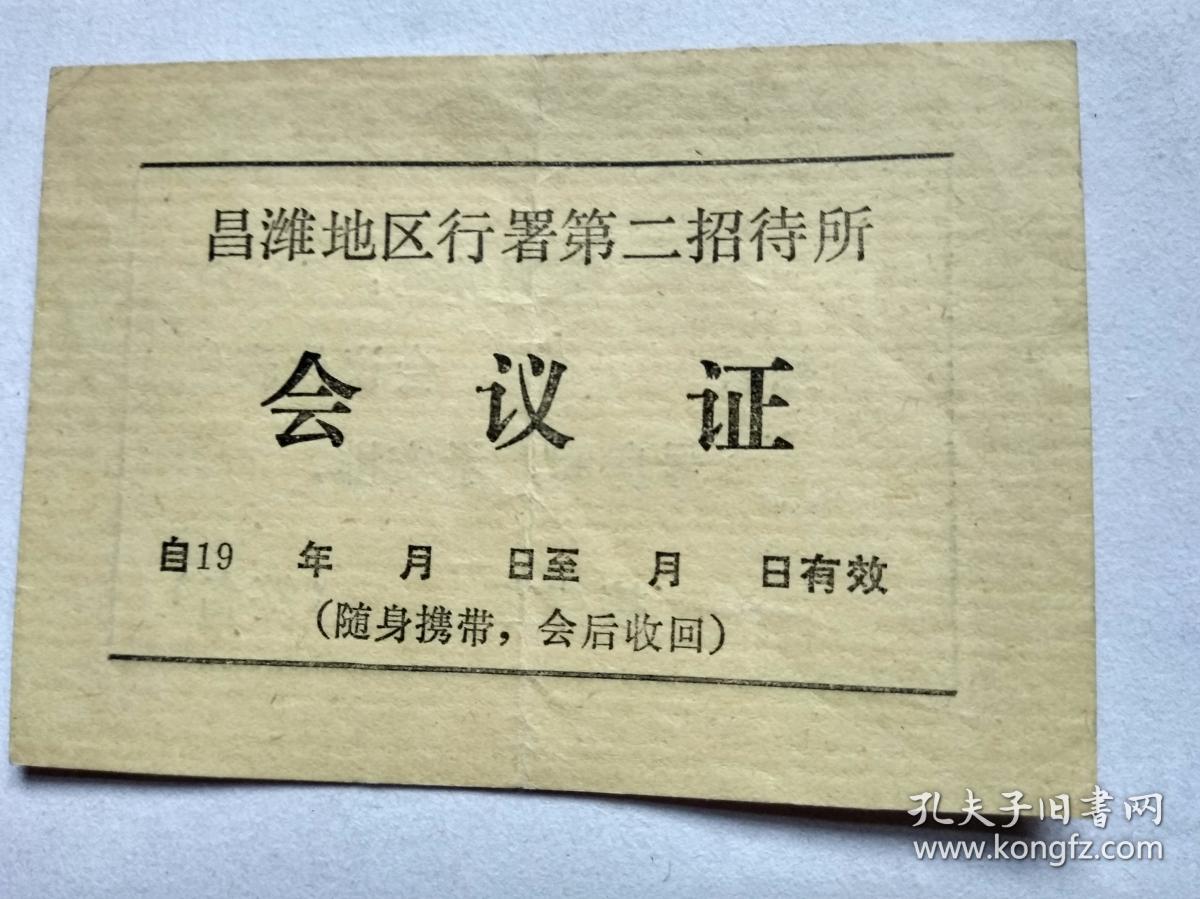 昌潍地区行署第二招待所
会 议 证
自19 年 月 日至 月 日有效
(随身携带，会后收回)
孔夫子旧书网
www.kongfz.com